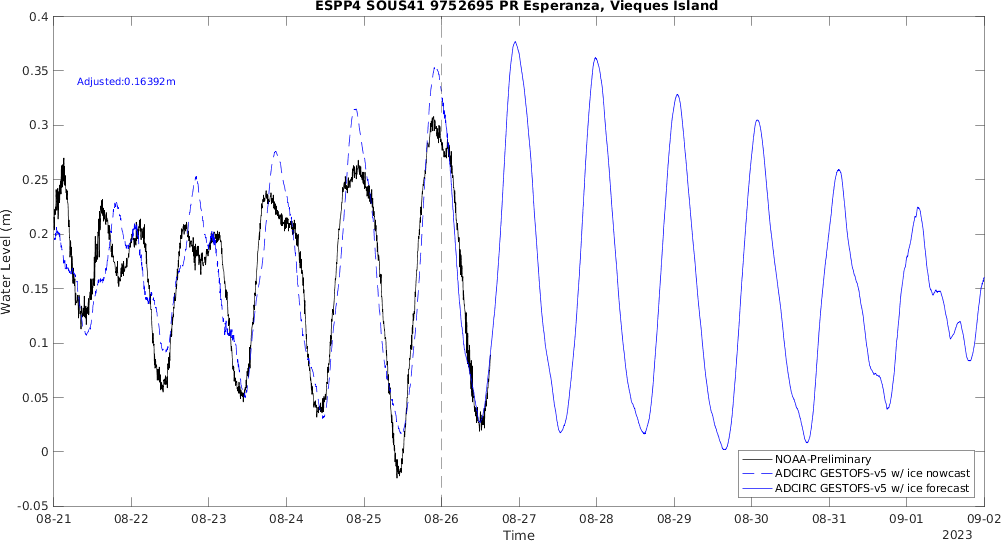 ESPP4 SOUS41 9752695 PR Esperanza, Vieques Island
0.4
0.35
0.3
0.25
0.2
0.15
0.1
0.05
0
-0.05
Water Level (m)
Adjusted:0.16392m
NOAA-Preliminary
ADCIRC GESTOFS-v5 w/ ice nowcast
ADCIRC GESTOFS-v5 w/ ice forecast
08-21 08-22 08-23 08-24 08-25 08-26 08-27 08-28 08-29 08-30 08-31 09-01 09-02
Time
2023